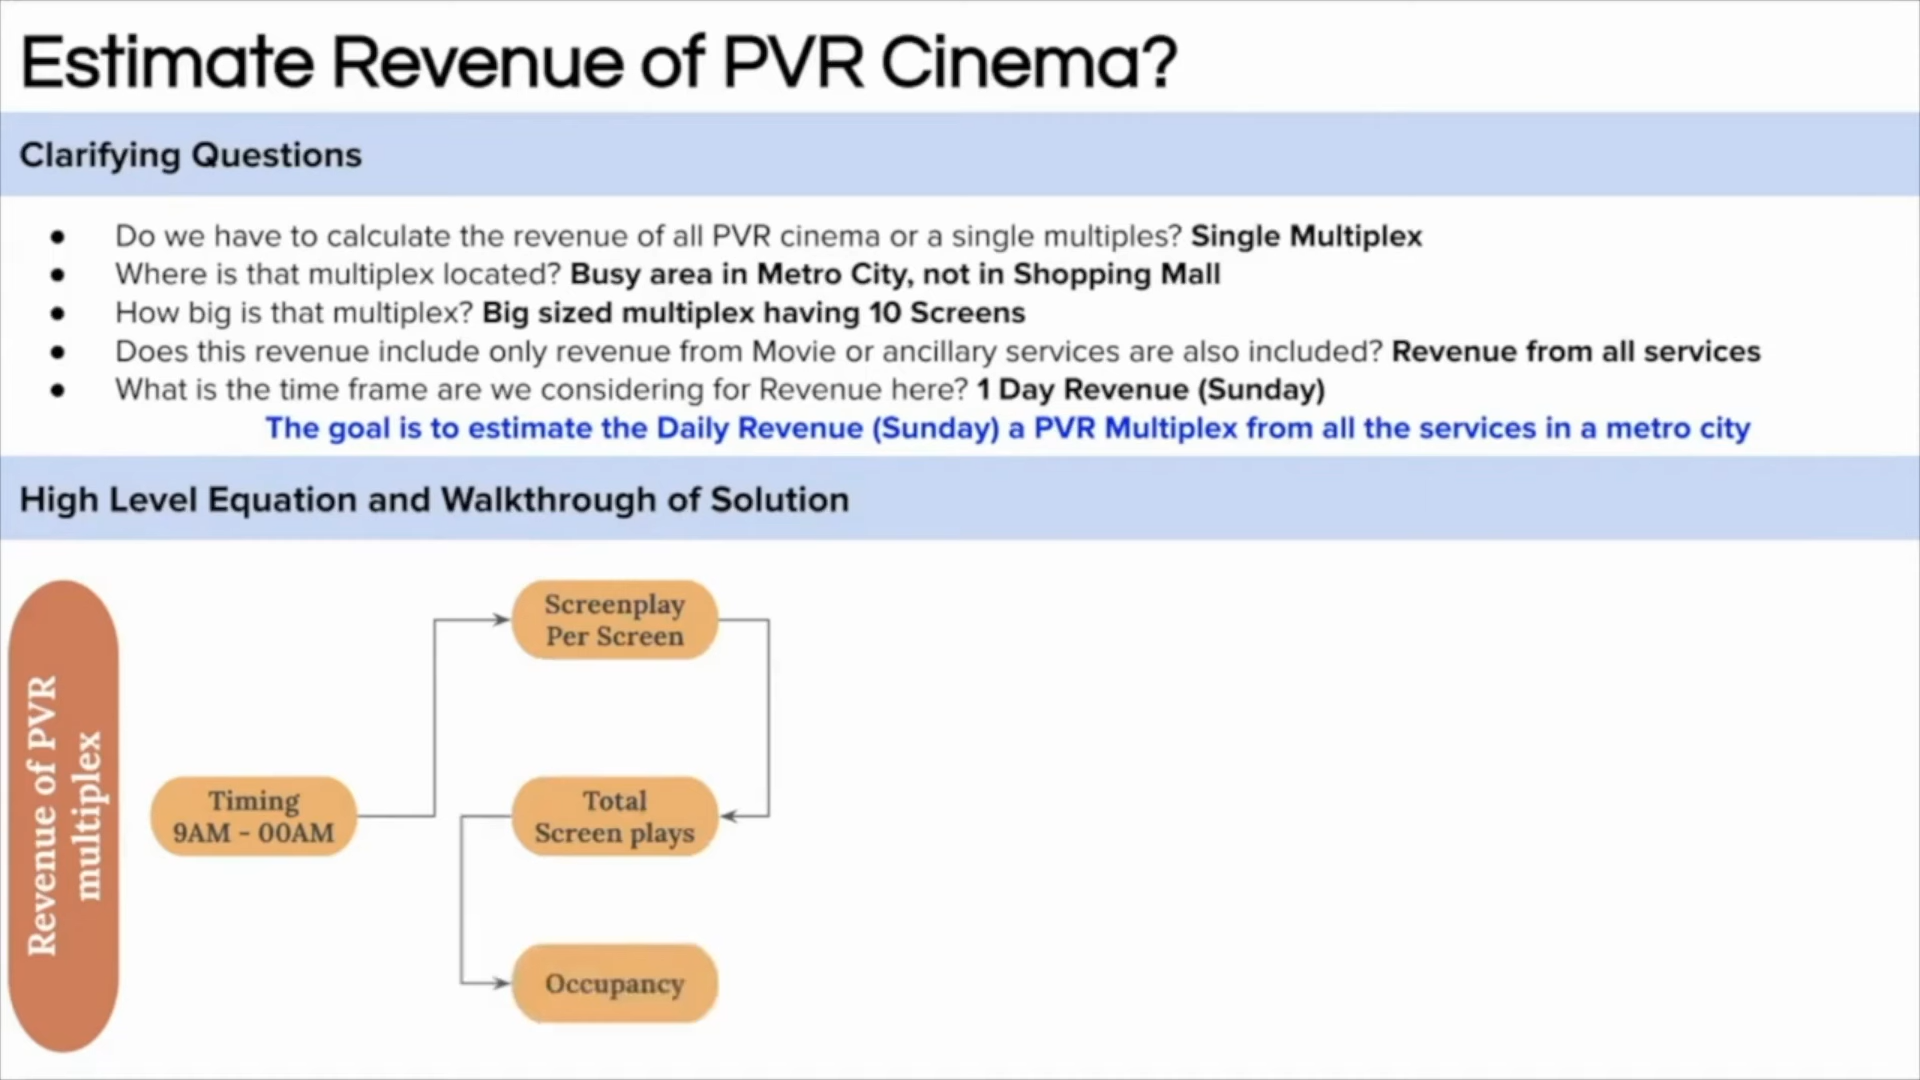 Estimate Revenue of PVR Cinema?
Clarifying Questions
● Do we have to calculate the revenue of all PVR cinema or a single multiples? Single Multiplex
● Where is that multiplex located? Busy area in Metro City, not in Shopping Mall
● How big is that multiplex? Big sized multiplex having 10 Screens
● Does this revenue include only revenue from Movie or ancillary services are also included? Revenue from all services
● What is the time frame are we considering for Revenue here? 1 Day Revenue (Sunday)
The goal is to estimate the Daily Revenue (Sunday) a PVR Multiplex from all the services in a metro city
High Level Equation and Walkthrough of Solution
Revenue of PVR
multiplex
Timing
9AM - 00AM
Screenplay
Per Screen
Total
Screen plays
Occupancy